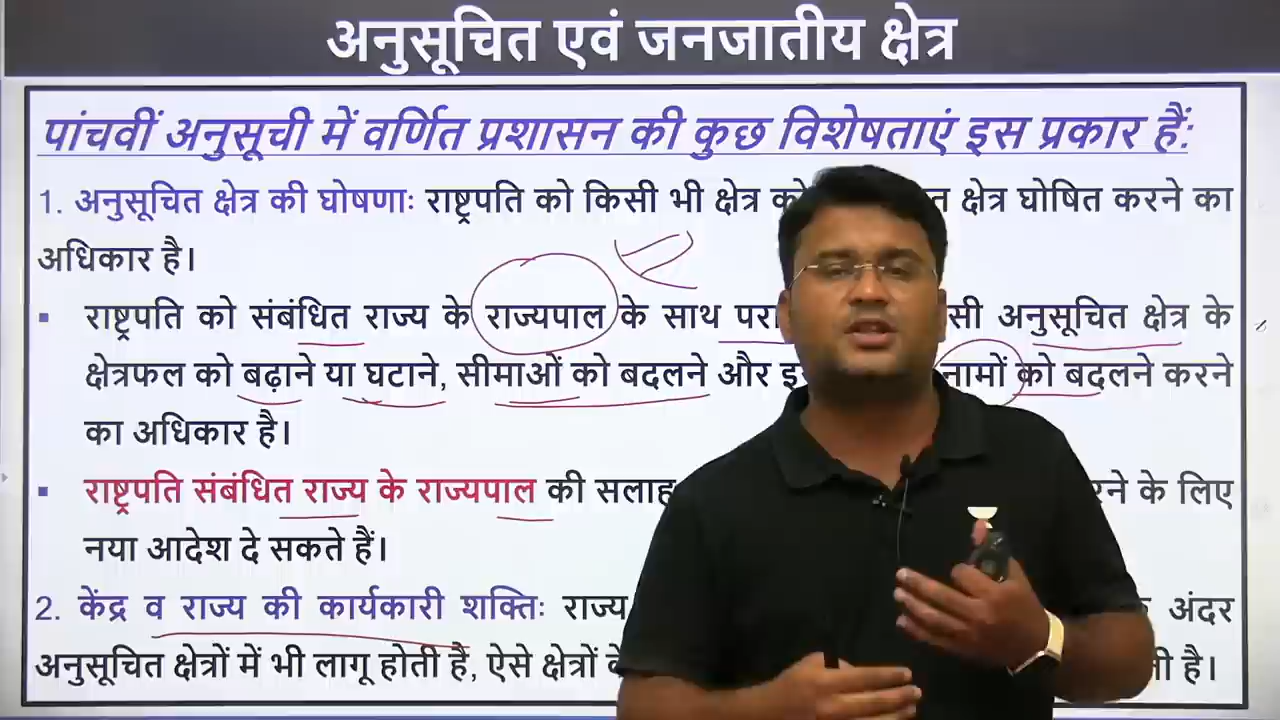 अनुसूचित एवं जनजातीय क्षेत्र
पांचवीं अनुसूची में वर्णित प्रशासन की कुछ विशेषताएं इस प्रकार हैं:
1. अनुसूचित क्षेत्र की घोषणाः राष्ट्रपति को किसी भी क्षेत्र को क्षेत्र घोषित करने का
अधिकार है।
▪ राष्ट्रपति को संबंधित राज्य के राज्यपाल के साथ अनुसूचित क्षेत्र के
क्षेत्रफल को बढ़ाने या घटाने, सीमाओं को बदलने और नामों को बदलने करने
का अधिकार है।
▪ राष्ट्रपति संबंधित राज्य के राज्यपाल की सलाह के लिए
नया आदेश दे सकते हैं।
2. केंद्र व राज्य की कार्यकारी शक्तिः राज्य अंदर
अनुसूचित क्षेत्रों में भी लागू होती है, ऐसे क्षेत्रों है।